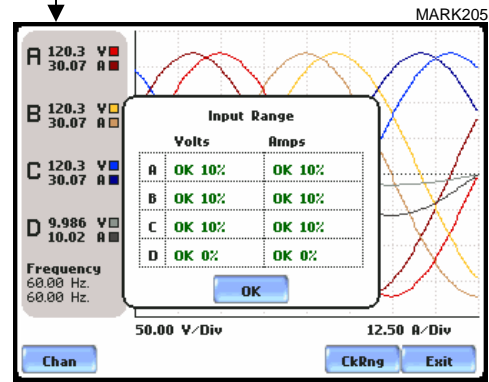 MARK205
A 120.3 V
30.07 A
B 120.3 V
30.07 A
C 120.3 V
30.07 A
D 9.986 V
10.02 A
Frequency
60.00 Hz.
60.00 Hz.
Input Range
Volts Amps
A OK 10% OK 10%
B OK 10% OK 10%
C OK 10% OK 10%
D OK 0% OK 0%
OK
50.00 V/Div 12.50 A/Div
Chan CkRng Exit